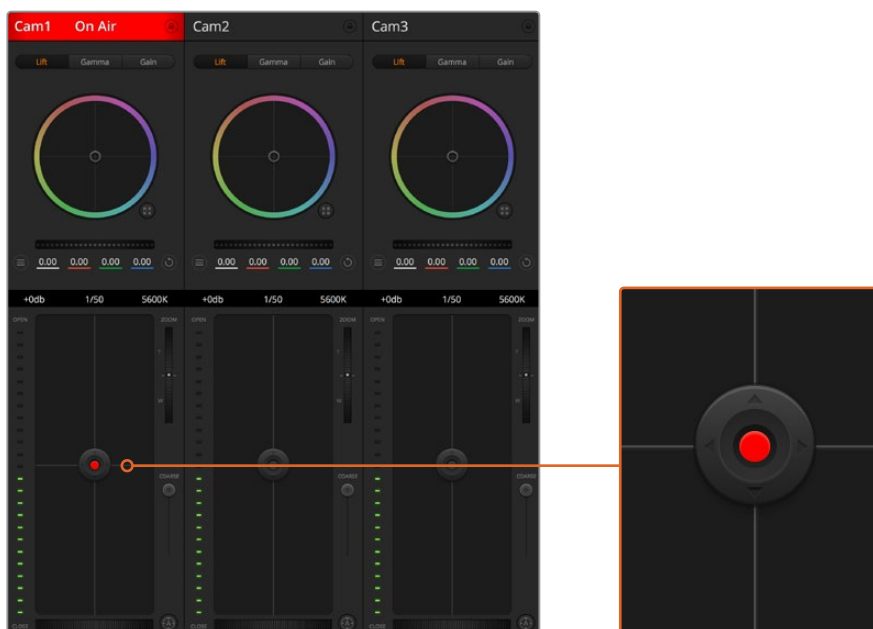 Cam1 On Air Cam2 Cam3
Lift Gamma Gain Lift Gamma Gain Lift Gamma Gain
0.00 0.00 0.00 0.00 0.00 0.00 0.00 0.00 0.00 0.00 0.00 0.00
+0db 1/50 5600K +0db 1/50 5600K +0db 1/50 5600K
OPEN ZOOM OPEN ZOOM OPEN ZOOM
T T T
W W W
COARSE COARSE COARSE
CLOSE A CLOSE A CLOSE A